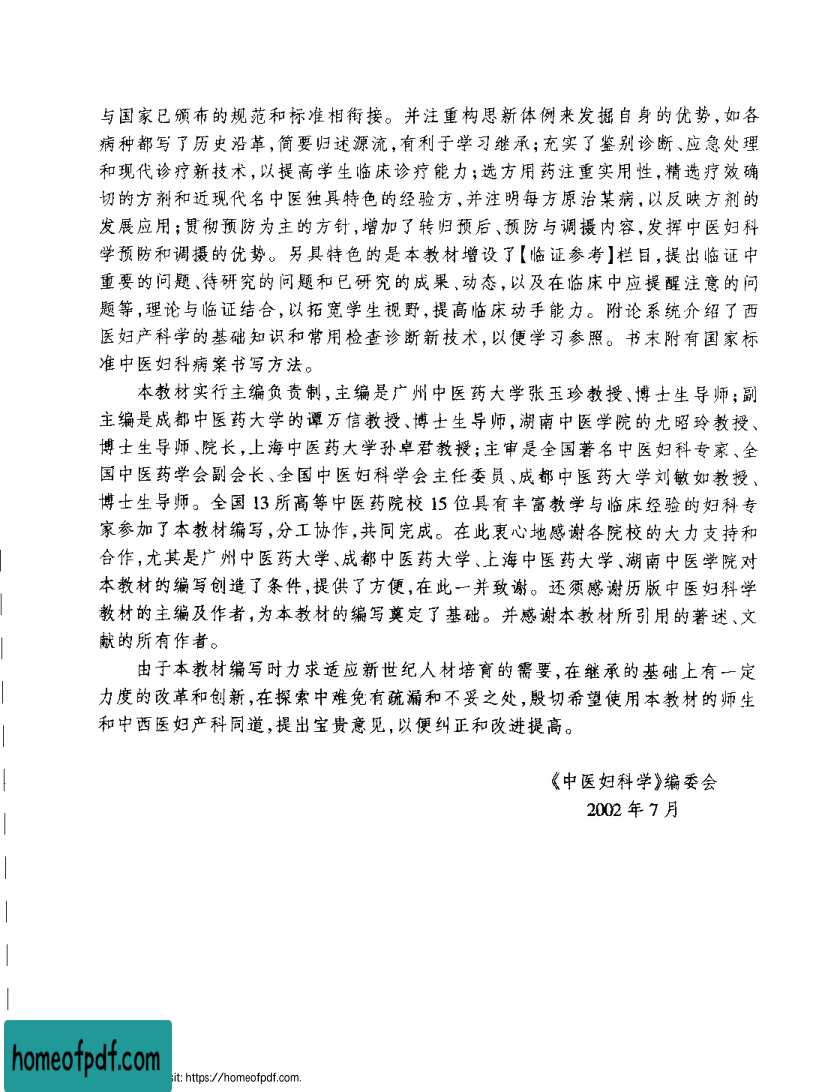 与国家已颁布的规范和标准相衔接。并注重构思新体例来发掘自身的优势,如各
病种都写了历史沿革,简要归述源流,有利于学习继承;充实了鉴别诊断、应急处理
和现代诊疗新技术,以提高学生临床诊疗能力;选方用药注重实用性,精选疗效确
切的方剂和近现代名中医独具特色的经验方,并注明每方原治某病,以反映方剂的
发展应用;贯彻预防为主的方针,增加了转归预后、预防与调摄内容,发挥中医妇科
学预防和调摄的优势。另具特色的是本教材增设了【临证参考】栏目,提出临证中
重要的问题、待研究的问题和已研究的成果、动态,以及在临床中应提醒注意的问
题等,理论与临证结合,以拓宽学生视野,提高临床动手能力。附论系统介绍了西
医妇产科学的基础知识和常用检查诊断新技术,以便学习参照。书末附有国家标
准中医妇科病案书写方法。
本教材实行主编负责制,主编是广州中医药大学张玉珍教授、博士生导师;副
主编是成都中医药大学的谭万信教授、博士生导师,湖南中医学院的尤昭玲教授、
博士生导师、院长,上海中医药大学孙卓君教授;主审是全国著名中医妇科专家、全
国中医药学会副会长、全国中医妇科学会主任委员、成都中医药大学刘敏如教授、
博士生导师。全国 13 所高等中医药院校 15 位具有丰富教学与临床经验的妇科专
家参加了本教材编写,分工协作,共同完成。在此衷心地感谢各院校的大力支持和
合作,尤其是广州中医药大学、成都中医药大学、上海中医药大学、湖南中医学院对
本教材的编写创造了条件,提供了方便,在此一并致谢。还须感谢历版中医妇科学
教材的主编及作者,为本教材的编写奠定了基础。并感谢本教材所引用的著述、文
献的所有作者。
由于本教材编写时力求适应新世纪人材培育的需要,在继承的基础上有一定
力度的改革和创新,在探索中难免有疏漏和不妥之处,殷切希望使用本教材的师生
和中西医妇产科同道,提出宝贵意见,以便纠正和改进提高。
《中医妇科学》编委会
2002 年 7 月
homeofpdf.com
sit: https://homeofpdf.com.